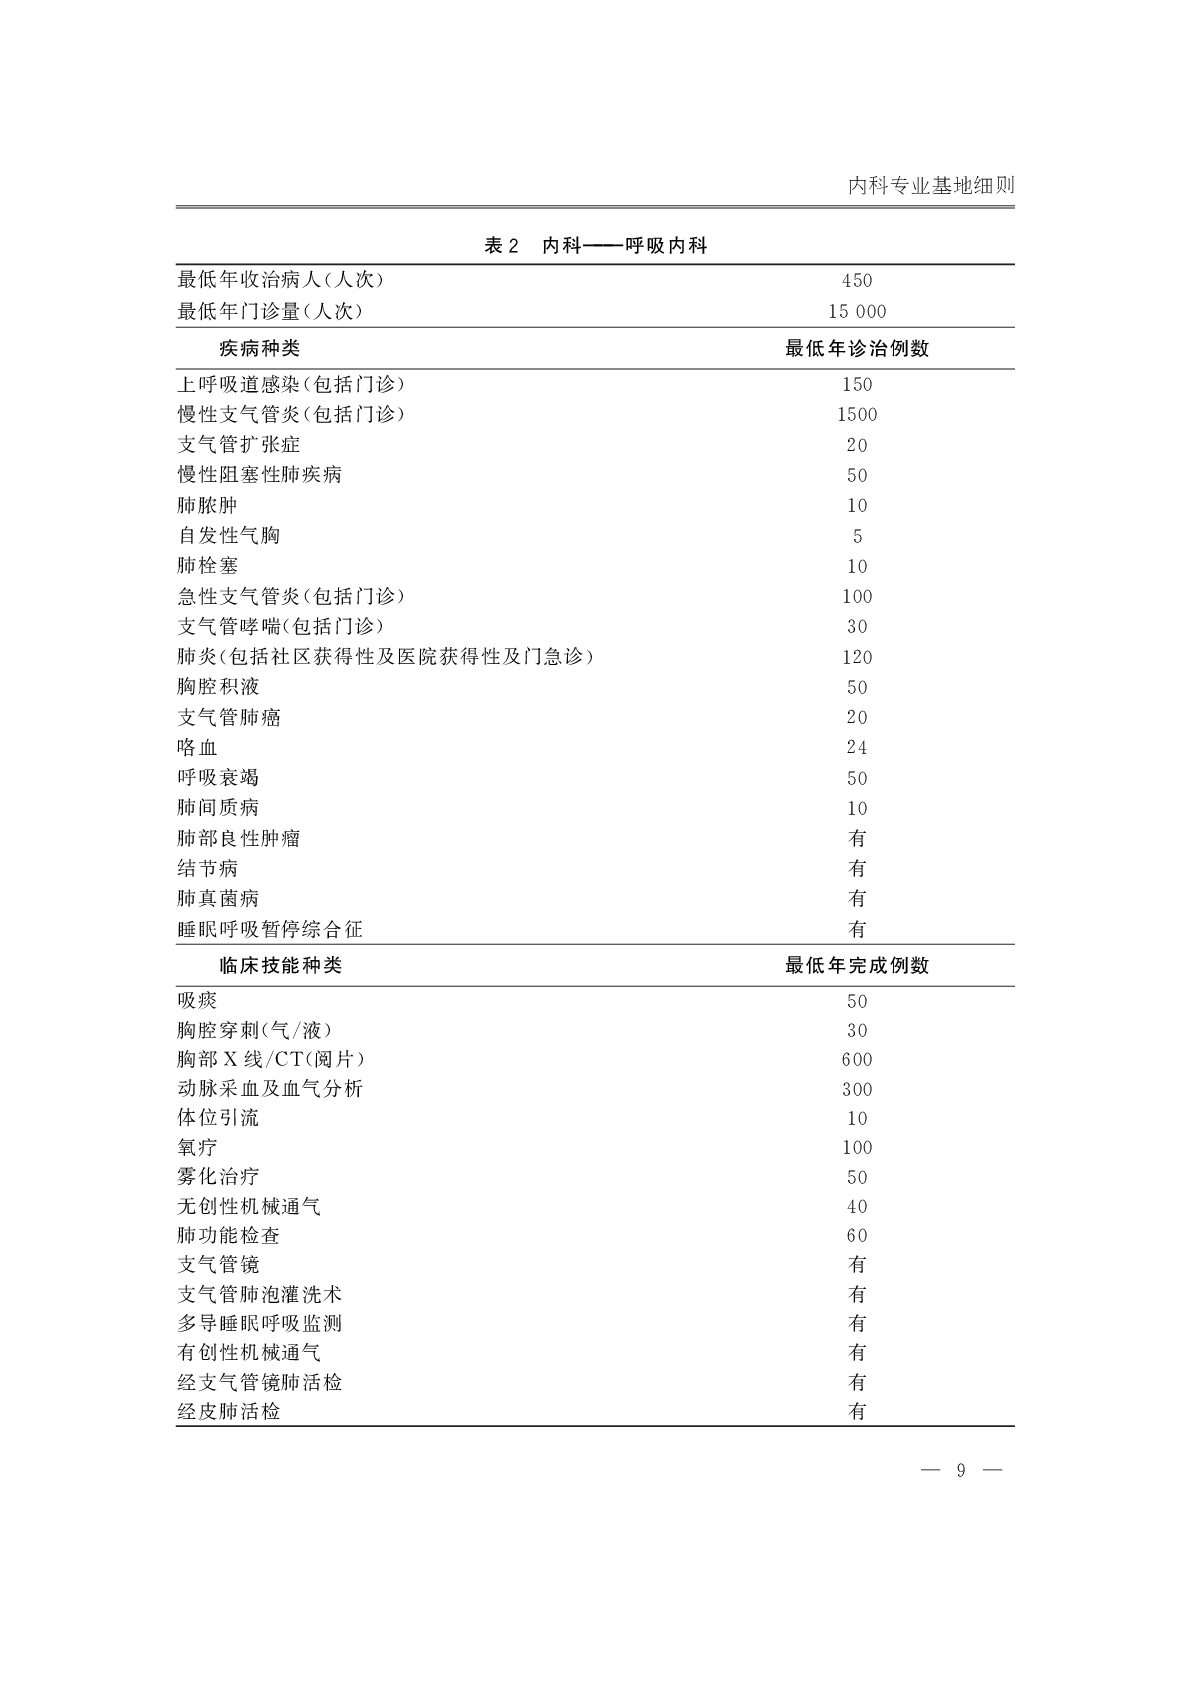 内科专业基地细则
表2 内科——呼吸内科
最低年收治病人(人次) 450
最低年门诊量(人次) 15 000
疾病种类 最低年诊治例数
上呼吸道感染(包括门诊) 150
慢性支气管炎(包括门诊) 1500
支气管扩张症 20
慢性阻塞性肺疾病 50
肺脓肿 10
自发性气胸 5
肺栓塞 10
急性支气管炎(包括门诊) 100
支气管哮喘(包括门诊) 30
肺炎(包括社区获得性及医院获得性及门急诊) 120
胸腔积液 50
支气管肺癌 20
咯血 24
呼吸衰竭 50
肺间质病 10
肺部良性肿瘤 有
结节病 有
肺真菌病 有
睡眠呼吸暂停综合征 有
临床技能种类 最低年完成例数
吸痰 50
胸腔穿刺(气/液) 30
胸部X线/CT(阅片) 600
动脉采血及血气分析 300
体位引流 10
氧疗 100
雾化治疗 50
无创性机械通气 40
肺功能检查 60
支气管镜 有
支气管肺泡灌洗术 有
多导睡眠呼吸监测 有
有创性机械通气 有
经支气管镜肺活检 有
经皮肺活检 有
— 9 —